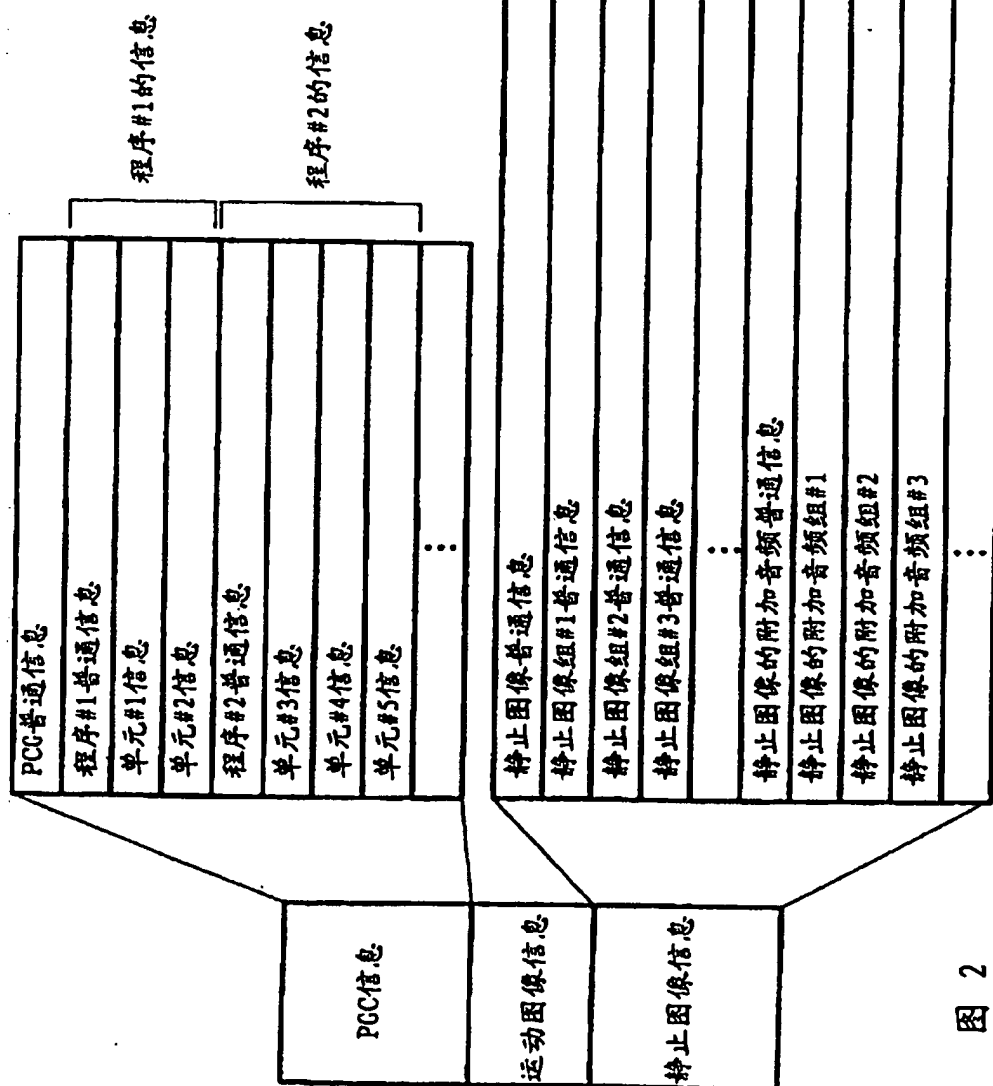 PGC信息
运动图像信息
静止图像信息
PCG普通信息
程序#1普通信息
单元#1信息
单元#2信息
程序#2普通信息
单元#3信息
单元#4信息
单元#5信息
⋮
程序#1的信息
程序#2的信息
静止图像普通信息
静止图像组#1普通信息
静止图像组#2普通信息
静止图像组#3普通信息
⋮
静止图像的附加音频普通信息
静止图像的附加音频组#1
静止图像的附加音频组#2
静止图像的附加音频组#3
⋮
图 2